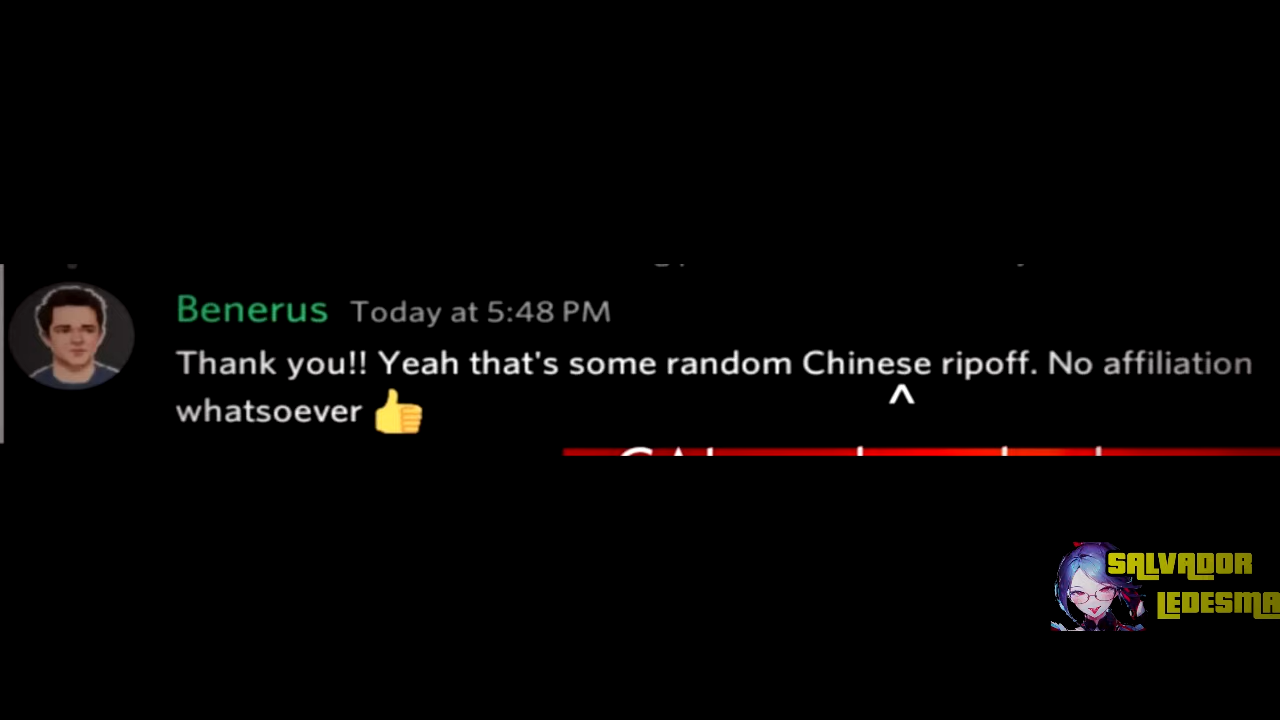 Benerus Today at 5:48 PM
Thank you!! Yeah that's some random Chinese ripoff. No affiliation
^
whatsoever 👍
SALVADOR
LEDESMA